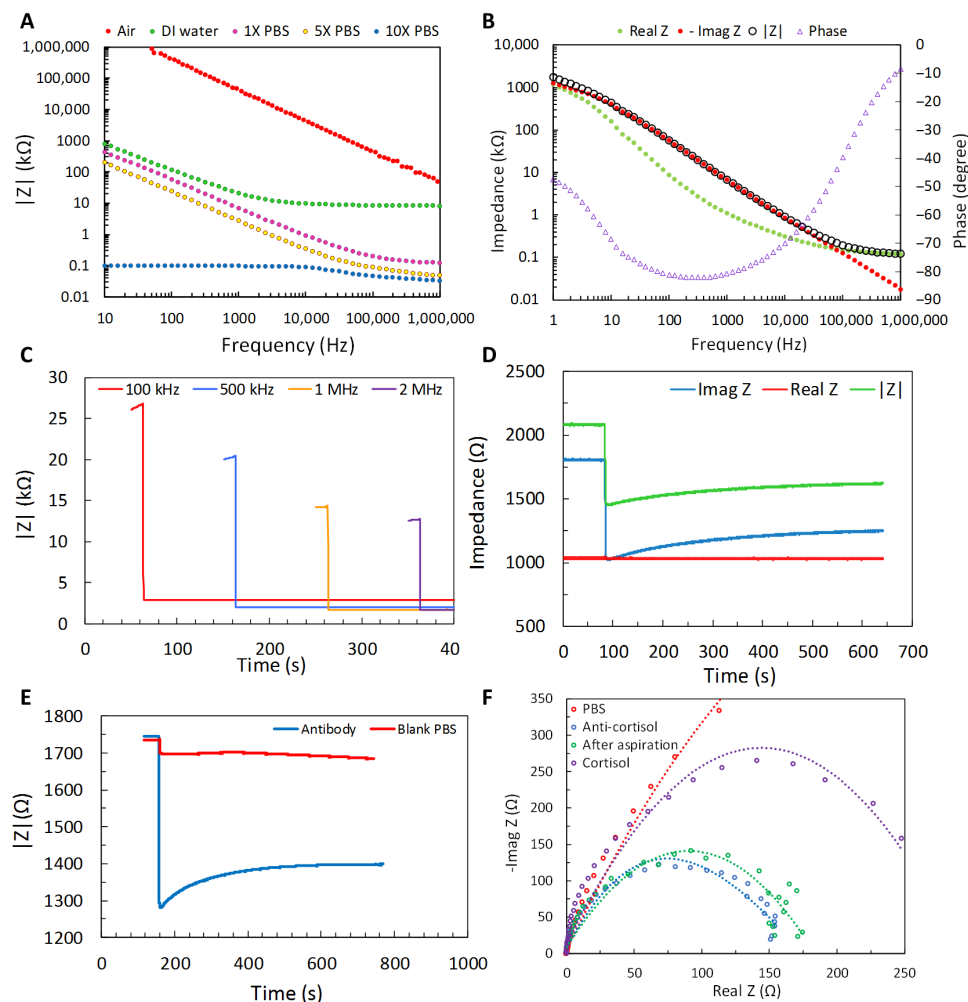 A
Air DI water 1X PBS 5X PBS 10X PBS
1,000,000
100,000
10,000
1000
100
10
1
0.1
0.01
|Z| (kΩ)
10 100 1000 10,000 100,000 1,000,000
Frequency (Hz)
B
Real Z - Imag Z |Z| Phase
10,000
1000
100
10
1
0.1
0.01
Impedance (kΩ)
0
−10
−20
−30
−40
−50
−60
−70
−80
−90
Phase (degree)
1 10 100 1000 10,000 100,000 1,000,000
Frequency (Hz)
C
100 kHz 500 kHz 1 MHz 2 MHz
30
25
20
15
10
5
0
|Z| (kΩ)
0 100 200 300 40
Time (s)
D
Imag Z Real Z |Z|
2500
2000
1500
1000
500
Impedance (Ω)
0 100 200 300 400 500 600 700
Time (s)
E
Antibody Blank PBS
1800
1700
1600
1500
1400
1300
1200
|Z| (Ω)
0 200 400 600 800 1000
Time (s)
F
PBS
Anti-cortisol
After aspiration
Cortisol
350
300
250
200
150
100
50
0
-Imag Z (Ω)
0 50 100 150 200 250
Real Z (Ω)